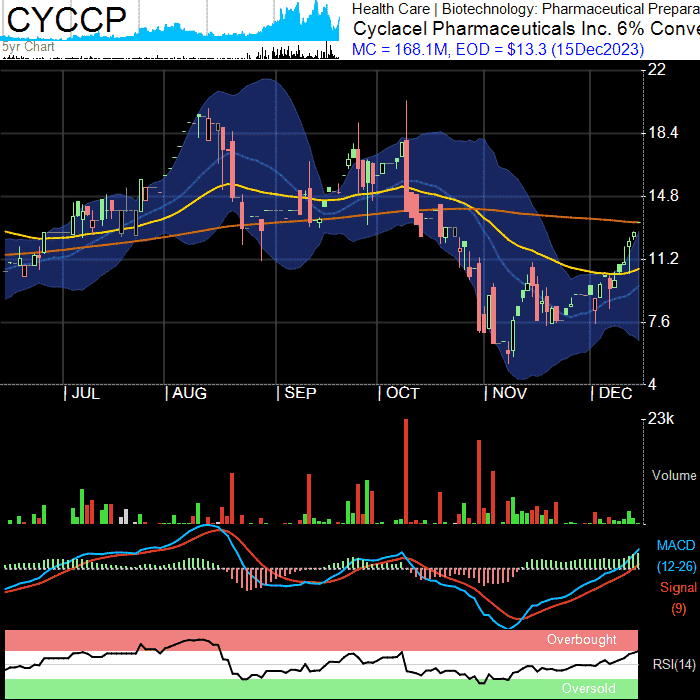 CYCCP
5yr Chart
Health Care | Biotechnology: Pharmaceutical Prepara
Cyclacel Pharmaceuticals Inc. 6% Conve
MC = 168.1M, EOD = $13.3 (15Dec2023)
22
18.4
14.8
11.2
7.6
4
| JUL | AUG | SEP | OCT | NOV | DEC
23k
Volume
MACD
(12-26)
Signal
(9)
Overbought
RSI(14)
Oversold